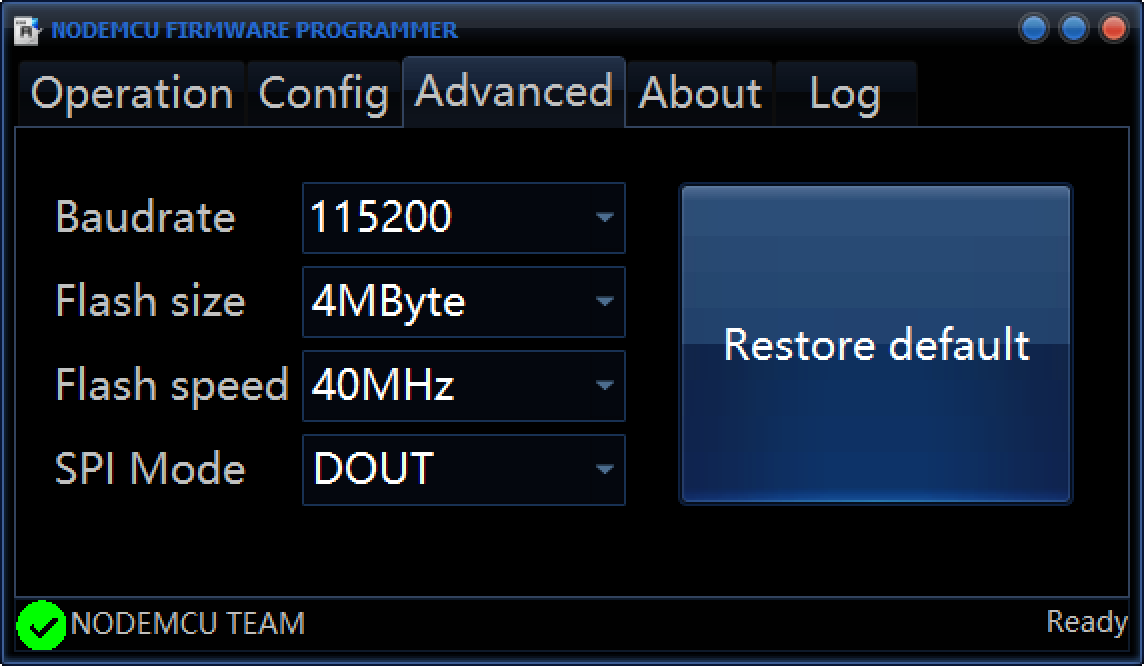 NODEMCU FIRMWARE PROGRAMMER
Operation Config Advanced About Log
Baudrate 115200
Flash size 4MByte
Flash speed 40MHz
SPI Mode DOUT
Restore default
NODEMCU TEAM Ready